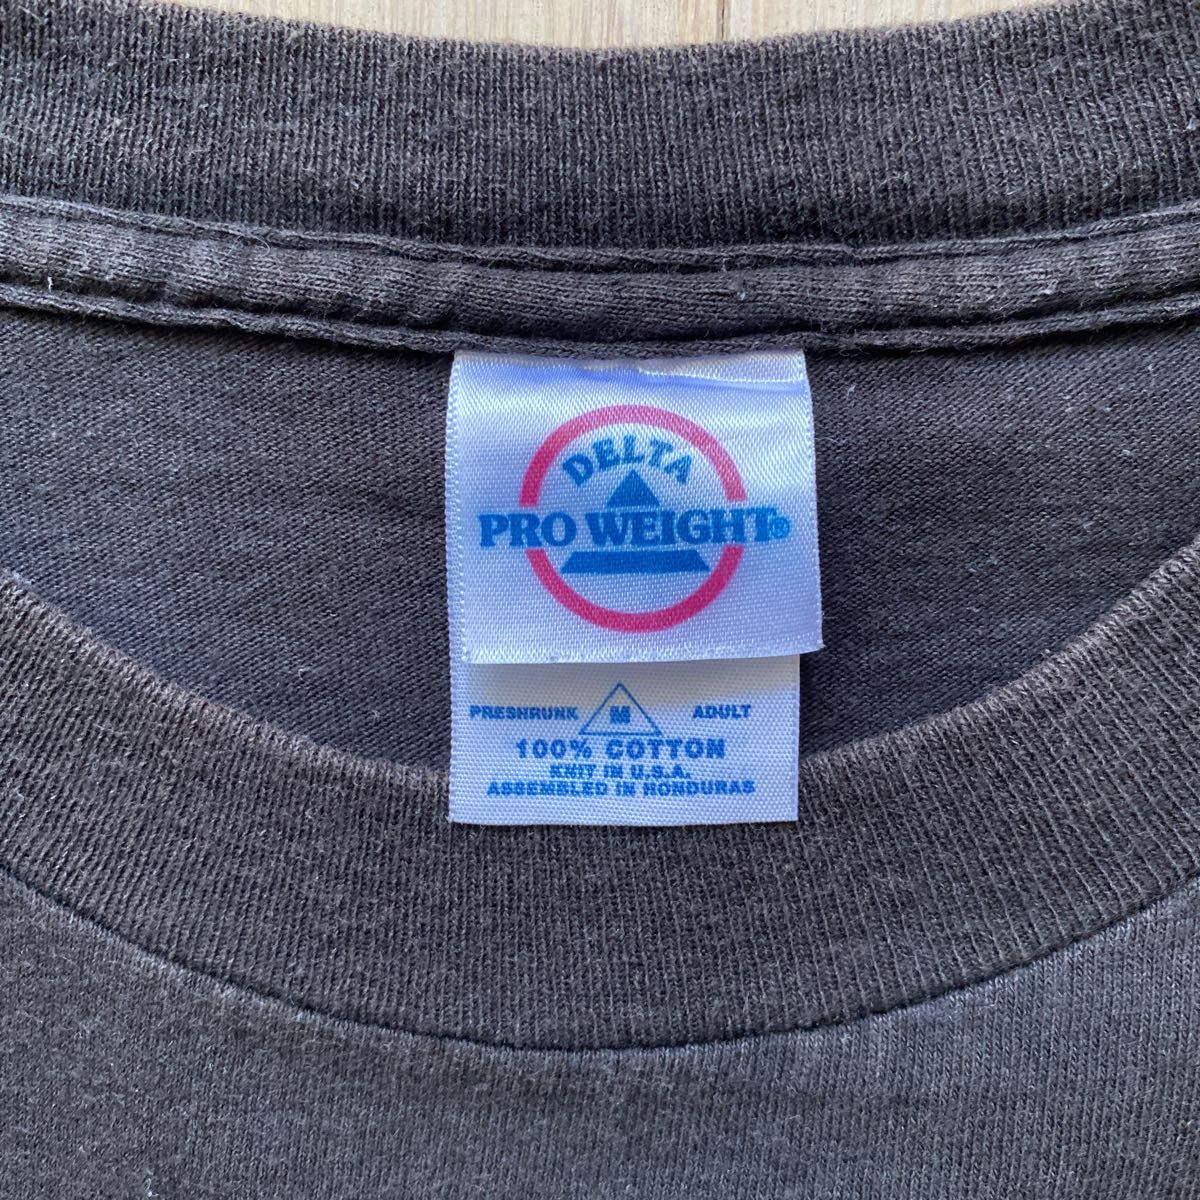 DELTA
PRO WEIGHT®
PRESHRUNK M ADULT
100% COTTON
KNIT IN U.S.A.
ASSEMBLED IN HONDURAS